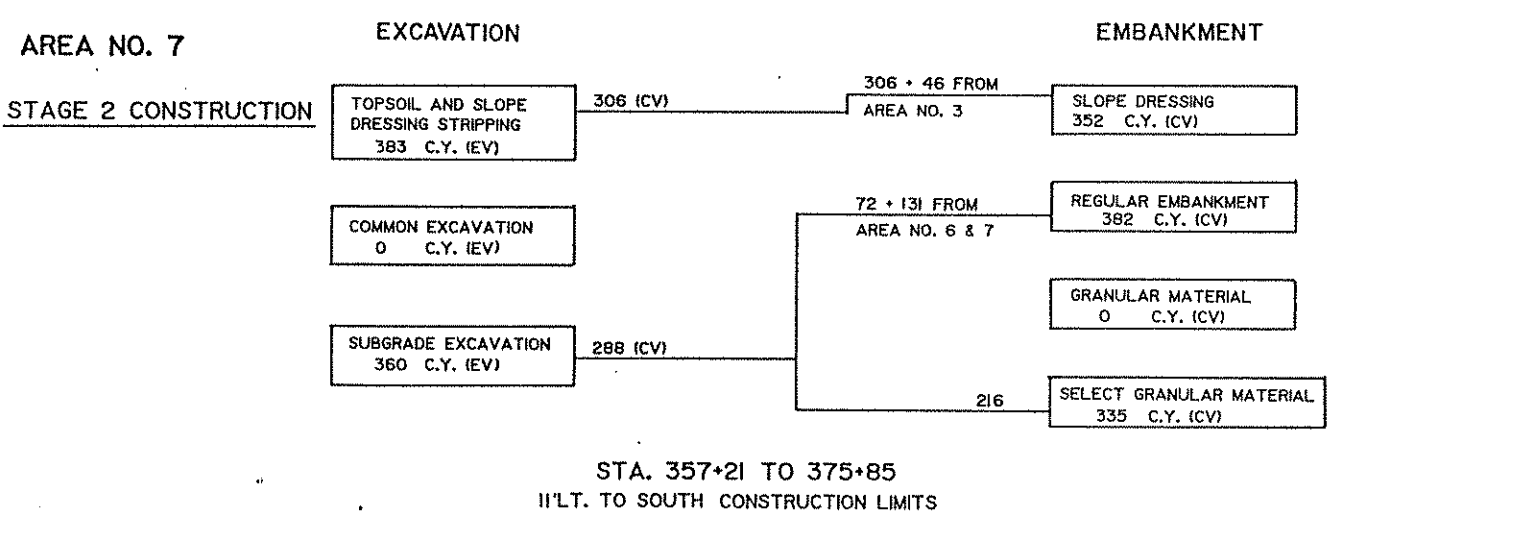 AREA NO. 7
EXCAVATION
EMBANKMENT
STAGE 2 CONSTRUCTION
TOPSOIL AND SLOPE
DRESSING STRIPPING
383 C.Y. (EV)
306 (CV)
306 + 46 FROM
AREA NO. 3
SLOPE DRESSING
352 C.Y. (CV)
COMMON EXCAVATION
0 C.Y. (EV)
72 + 131 FROM
AREA NO. 6 & 7
REGULAR EMBANKMENT
382 C.Y. (CV)
GRANULAR MATERIAL
0 C.Y. (CV)
SUBGRADE EXCAVATION
360 C.Y. (EV)
288 (CV)
216
SELECT GRANULAR MATERIAL
335 C.Y. (CV)
STA. 357+21 TO 375+85
11'LT. TO SOUTH CONSTRUCTION LIMITS